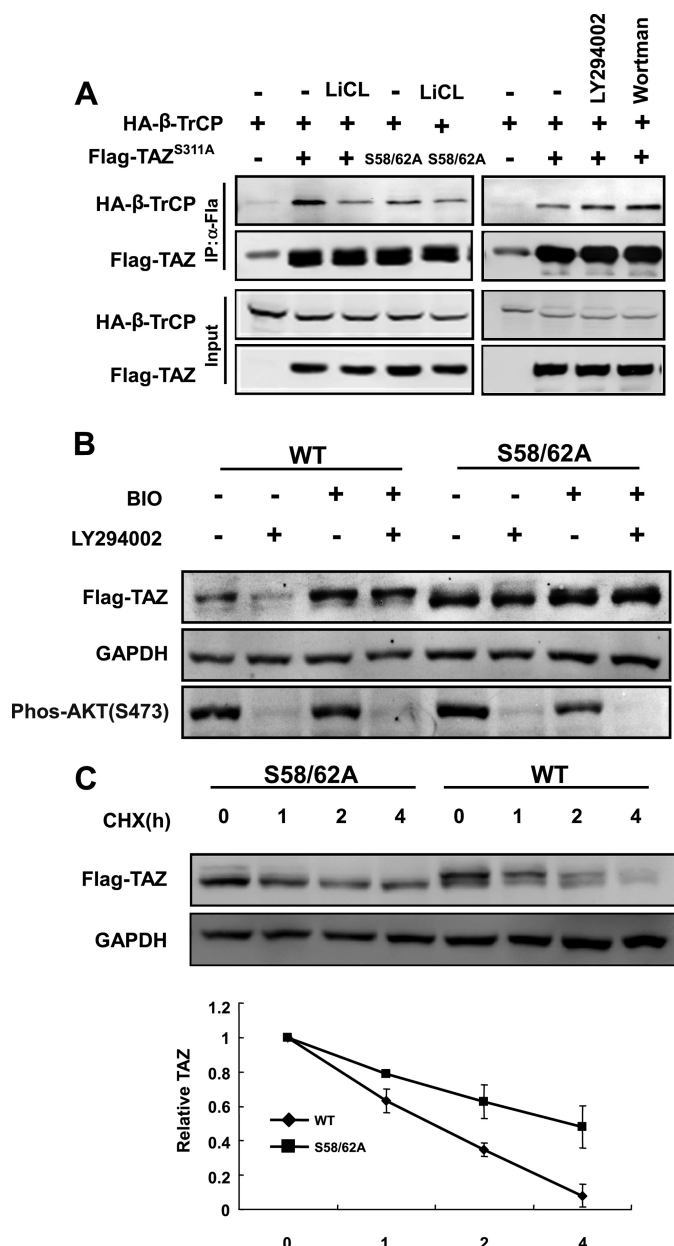 A
LY294002
Wortman
- - LiCL - LiCL - -
HA-β-TrCP + + + + + + + + +
Flag-TAZS311A - + + S58/62A S58/62A - + + +
IP:α-Fla
HA-β-TrCP
Flag-TAZ
Input
HA-β-TrCP
Flag-TAZ
B
WT S58/62A
BIO - - + + - - + +
LY294002 - + - + - + - +
Flag-TAZ
GAPDH
Phos-AKT(S473)
C
S58/62A WT
CHX(h) 0 1 2 4 0 1 2 4
Flag-TAZ
GAPDH
Relative TAZ
1.2
1
0.8
0.6
0.4
0.2
0
WT
S58/62A
0 1 2 4